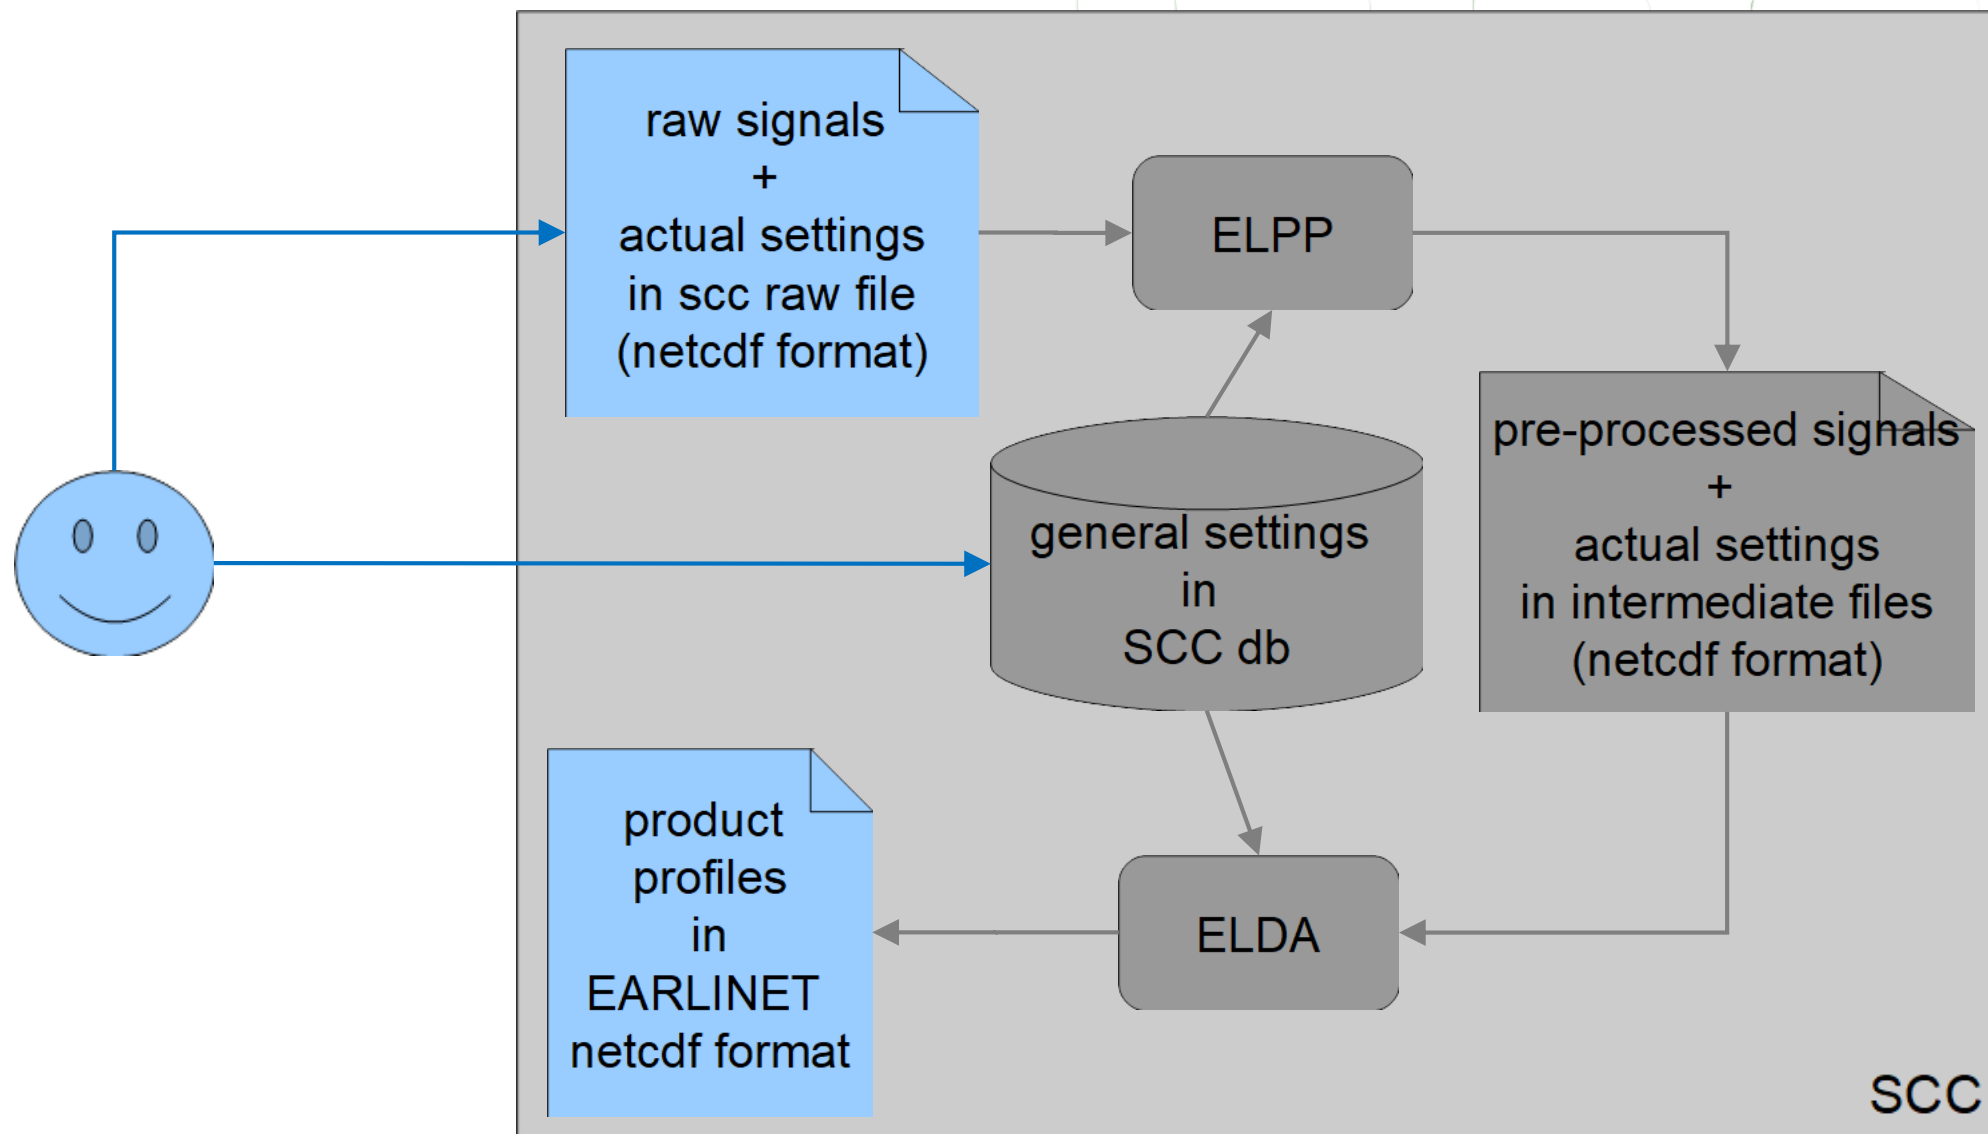 raw signals
+
actual settings
in scc raw file
(netcdf format)
ELPP
pre-processed signals
+
actual settings
in intermediate files
(netcdf format)
general settings
in
SCC db
product
profiles
in
EARLINET
netcdf format
ELDA
SCC